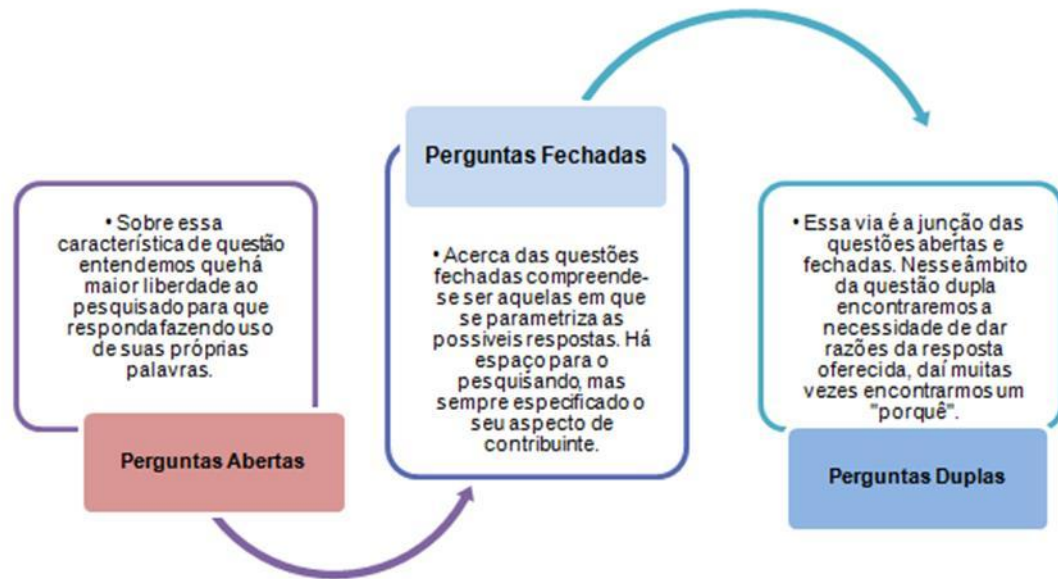 • Sobre essa
característica de questão
entendemos que há
maior liberdade ao
pesquisado para que
responda fazendo uso
de suas próprias
palavras.
Perguntas Abertas
Perguntas Fechadas
• Acerca das questões
fechadas compreende-
se ser aquelas em que
se parametriza as
possíveis respostas. Há
espaço para o
pesquisando, mas
sempre especificado o
seu aspecto de
contribuinte.
• Essa via é a junção das
questões abertas e
fechadas. Nesse âmbito
da questão dupla
encontraremos a
necessidade de dar
razões da resposta
oferecida, daí muitas
vezes encontrarmos um
"porquê".
Perguntas Duplas